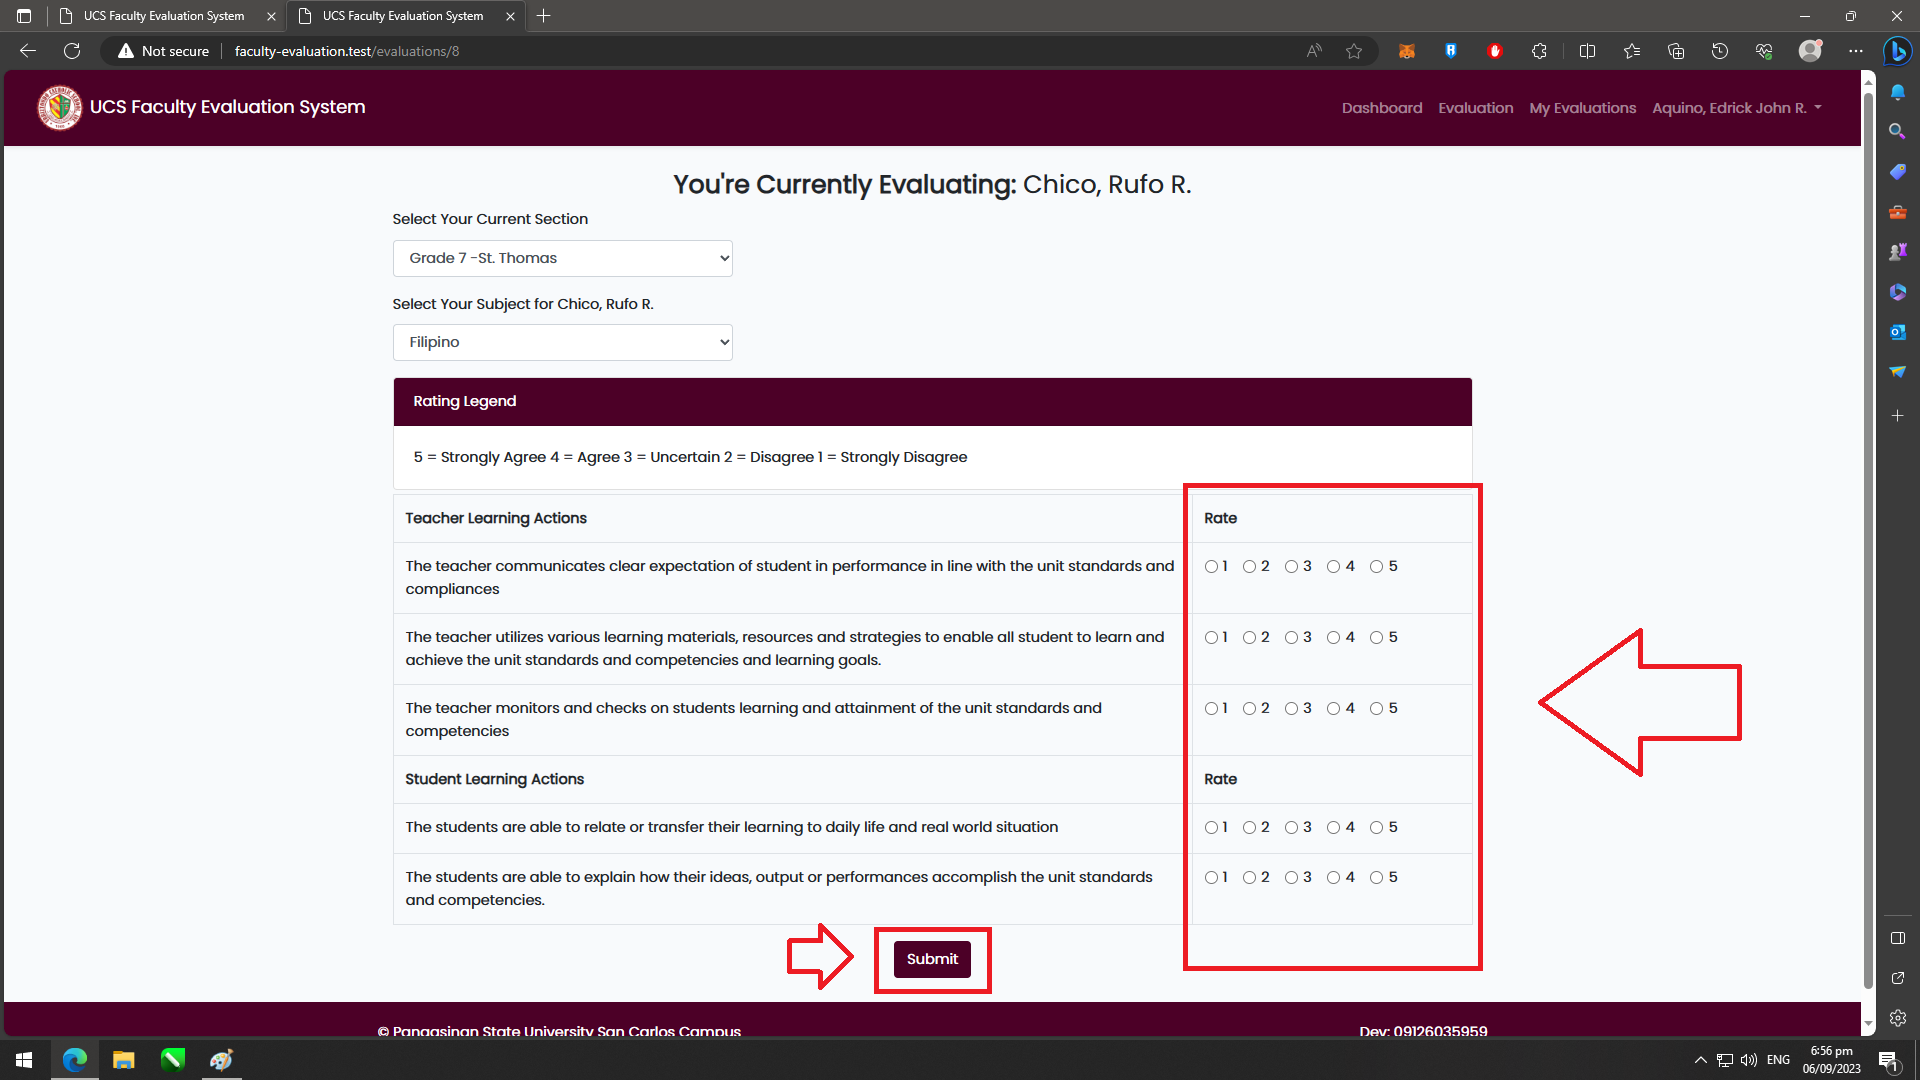 UCS Faculty Evaluation System
UCS Faculty Evaluation System
Not secure
faculty-evaluation.test/evaluations/8
UCS Faculty Evaluation System
Dashboard Evaluation My Evaluations Aquino, Edrick John R.
You're Currently Evaluating: Chico, Rufo R.
Select Your Current Section
Grade 7 -St. Thomas
Select Your Subject for Chico, Rufo R.
Filipino
Rating Legend
5 = Strongly Agree 4 = Agree 3 = Uncertain 2 = Disagree 1 = Strongly Disagree
Teacher Learning Actions Rate
The teacher communicates clear expectation of student in performance in line with the unit standards and
compliances
1 2 3 4 5
The teacher utilizes various learning materials, resources and strategies to enable all student to learn and
achieve the unit standards and competencies and learning goals.
1 2 3 4 5
The teacher monitors and checks on students learning and attainment of the unit standards and
competencies
1 2 3 4 5
Student Learning Actions Rate
The students are able to relate or transfer their learning to daily life and real world situation
1 2 3 4 5
The students are able to explain how their ideas, output or performances accomplish the unit standards
and competencies.
1 2 3 4 5
Submit
© Pangasinan State University San Carlos Campus
Dev: 09126035959
ENG
6:56 pm
06/09/2023
1